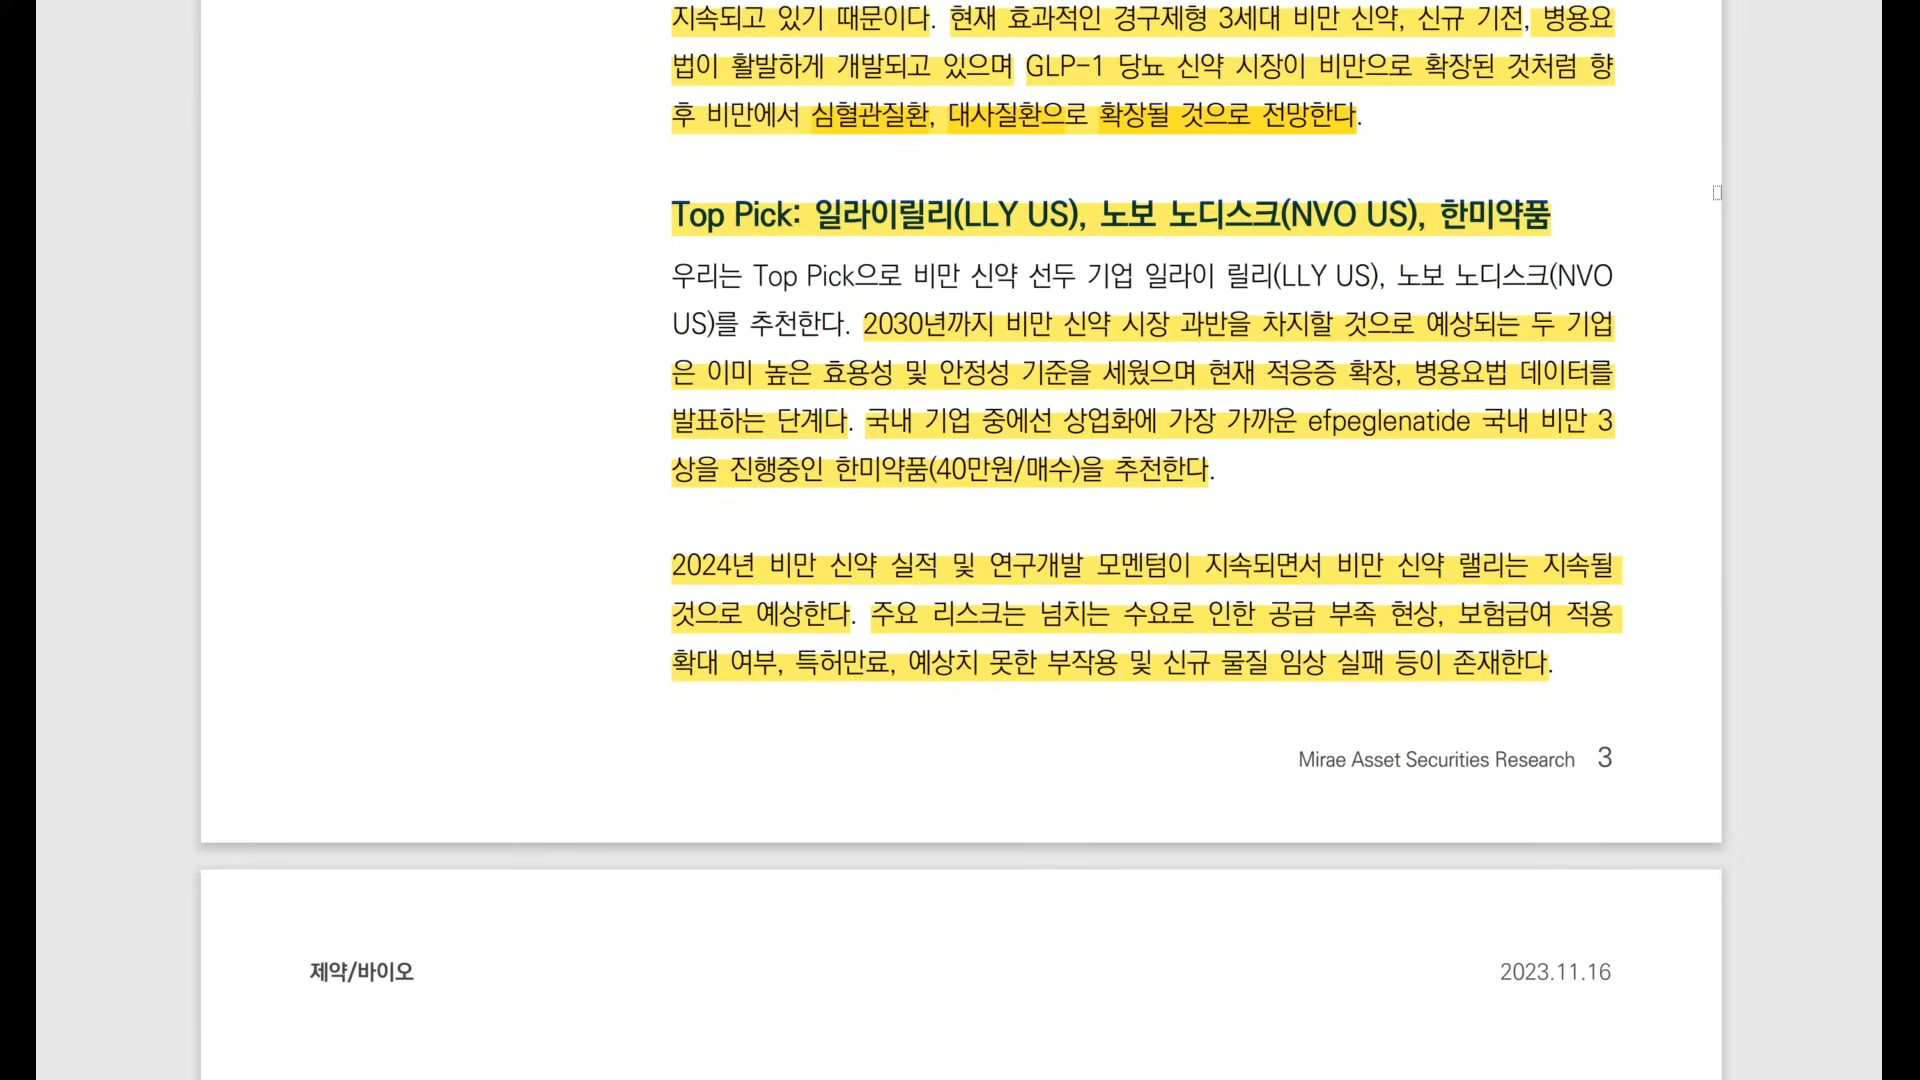 지속되고 있기 때문이다. 현재 효과적인 경구제형 3세대 비만 신약, 신규 기전, 병용요
법이 활발하게 개발되고 있으며 GLP-1 당뇨 신약 시장이 비만으로 확장된 것처럼 향
후 비만에서 심혈관질환, 대사질환으로 확장될 것으로 전망한다.
Top Pick: 일라이릴리(LLY US), 노보 노디스크(NVO US), 한미약품
우리는 Top Pick으로 비만 신약 선두 기업 일라이 릴리(LLY US), 노보 노디스크(NVO
US)를 추천한다. 2030년까지 비만 신약 시장 과반을 차지할 것으로 예상되는 두 기업
은 이미 높은 효용성 및 안정성 기준을 세웠으며 현재 적응증 확장, 병용요법 데이터를
발표하는 단계다. 국내 기업 중에선 상업화에 가장 가까운 efpeglenatide 국내 비만 3
상을 진행중인 한미약품(40만원/매수)을 추천한다.
2024년 비만 신약 실적 및 연구개발 모멘텀이 지속되면서 비만 신약 랠리는 지속될
것으로 예상한다. 주요 리스크는 넘치는 수요로 인한 공급 부족 현상, 보험급여 적용
확대 여부, 특허만료, 예상치 못한 부작용 및 신규 물질 임상 실패 등이 존재한다.
Mirae Asset Securities Research 3
제약/바이오
2023.11.16